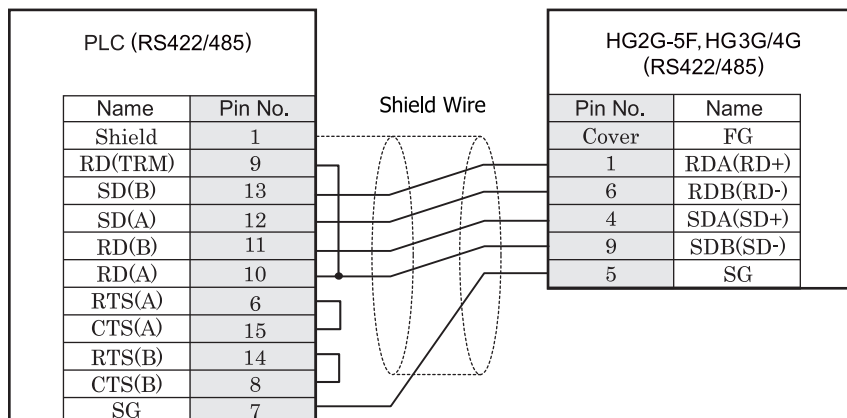 PLC (RS422/485)
HG2G-5F, HG3G/4G
(RS422/485)
Shield Wire
Name Pin No.
Shield 1
RD(TRM) 9
SD(B) 13
SD(A) 12
RD(B) 11
RD(A) 10
RTS(A) 6
CTS(A) 15
RTS(B) 14
CTS(B) 8
SG 7
Pin No. Name
Cover FG
1 RDA(RD+)
6 RDB(RD-)
4 SDA(SD+)
9 SDB(SD-)
5 SG